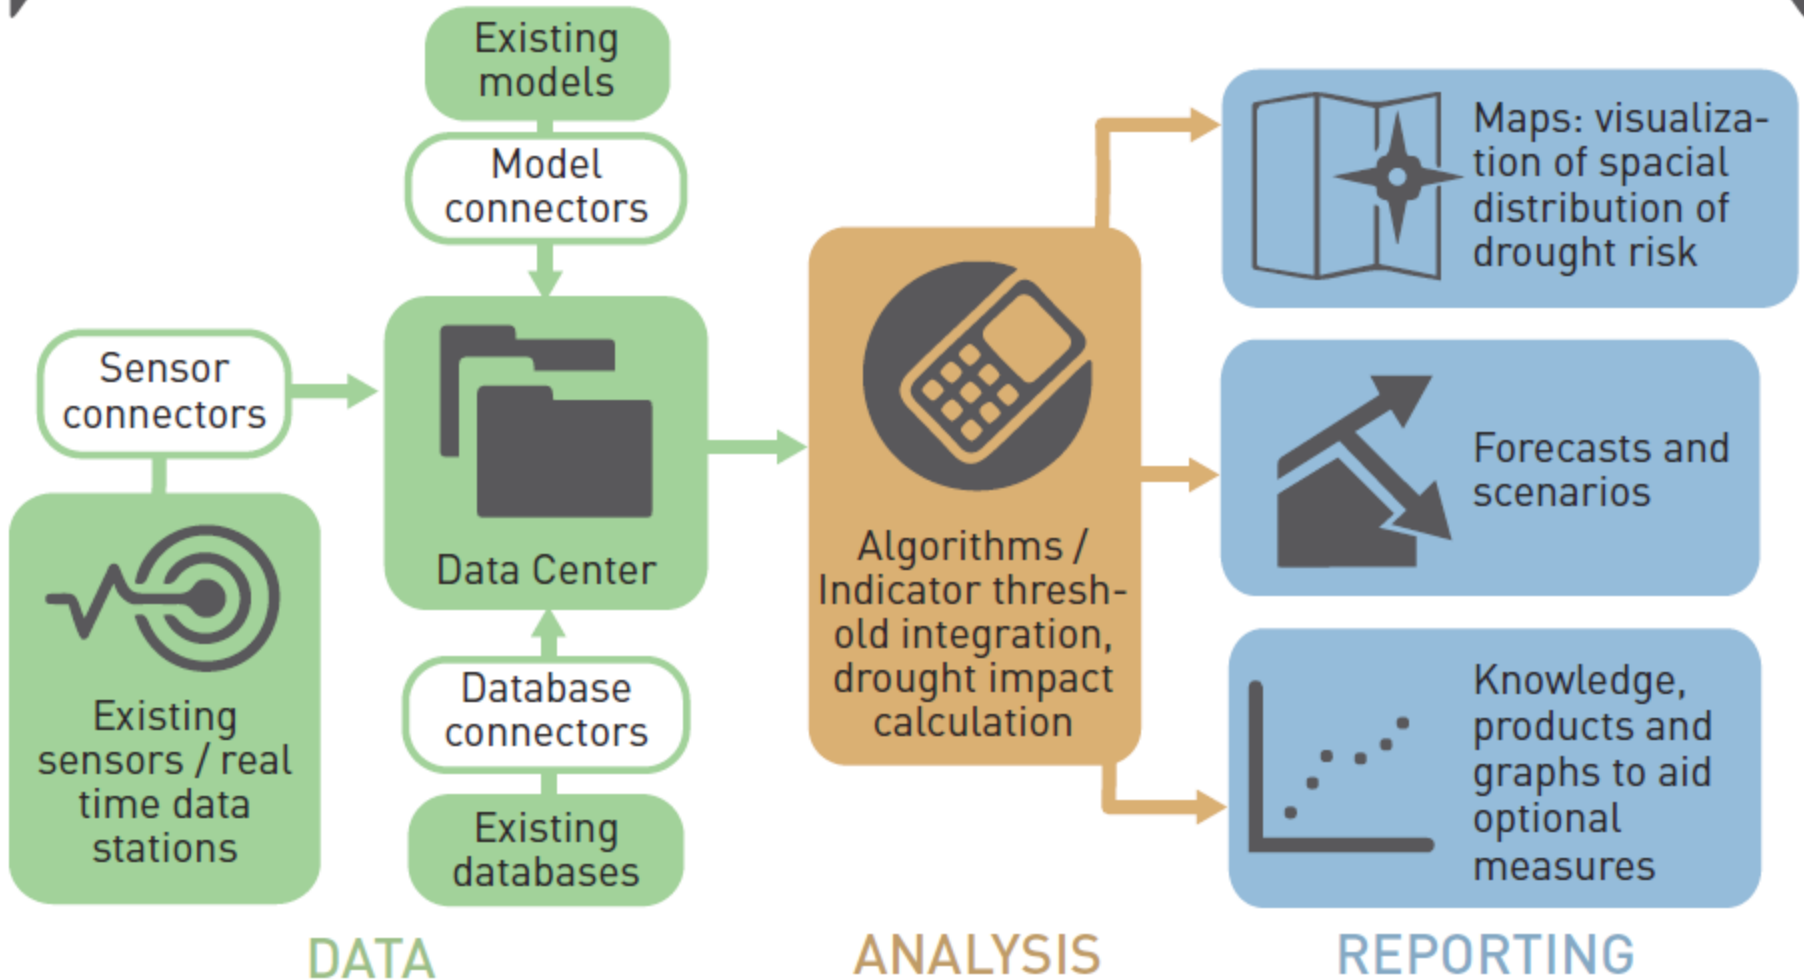 Existing
models
Model
connectors
Sensor
connectors
Data Center
Existing
sensors / real
time data
stations
Database
connectors
Existing
databases
Algorithms /
Indicator thresh-
old integration,
drought impact
calculation
Maps: visualiza-
tion of spacial
distribution of
drought risk
Forecasts and
scenarios
Knowledge,
products and
graphs to aid
optional
measures
DATA
ANALYSIS
REPORTING